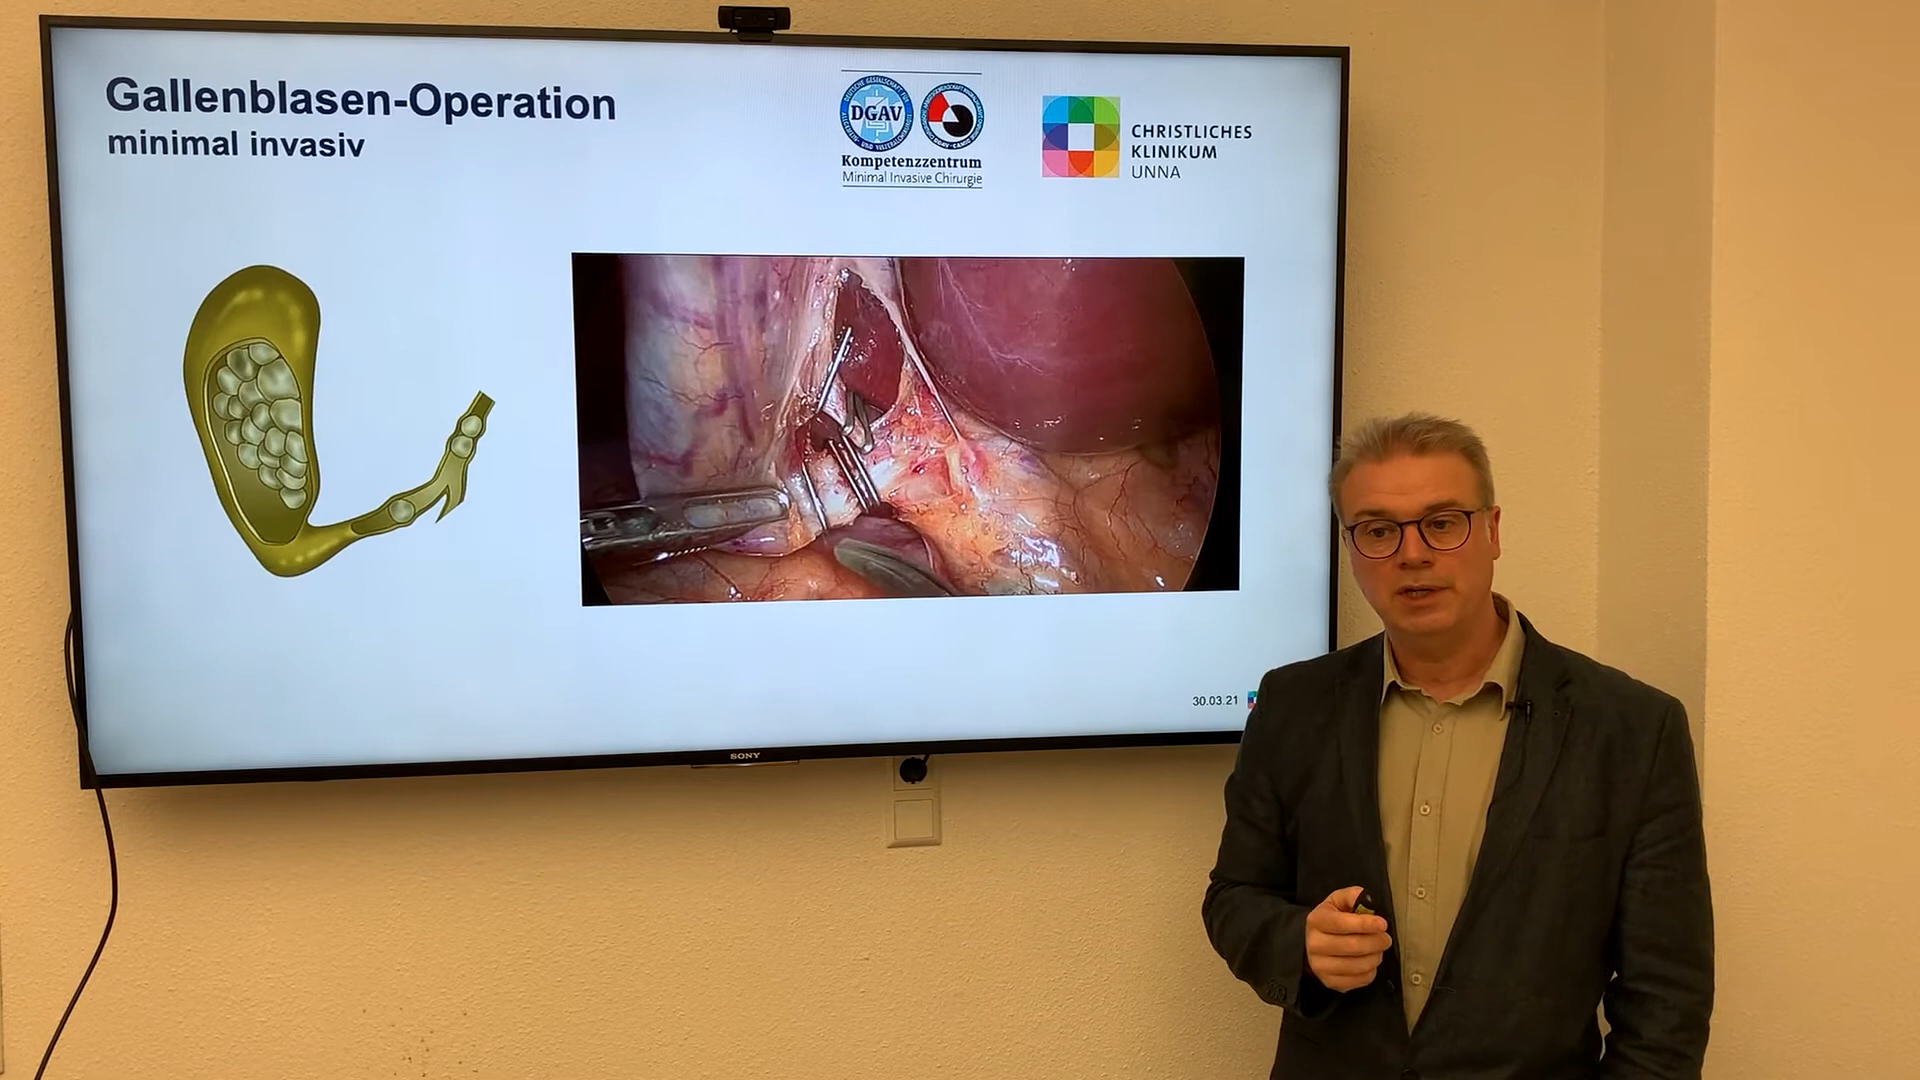 Gallenblasen-Operation
minimal invasiv
DGAV
Kompetenzzentrum
Minimal Invasive Chirurgie
CHRISTLICHES
KLINIKUM
UNNA
30.03.21
SONY